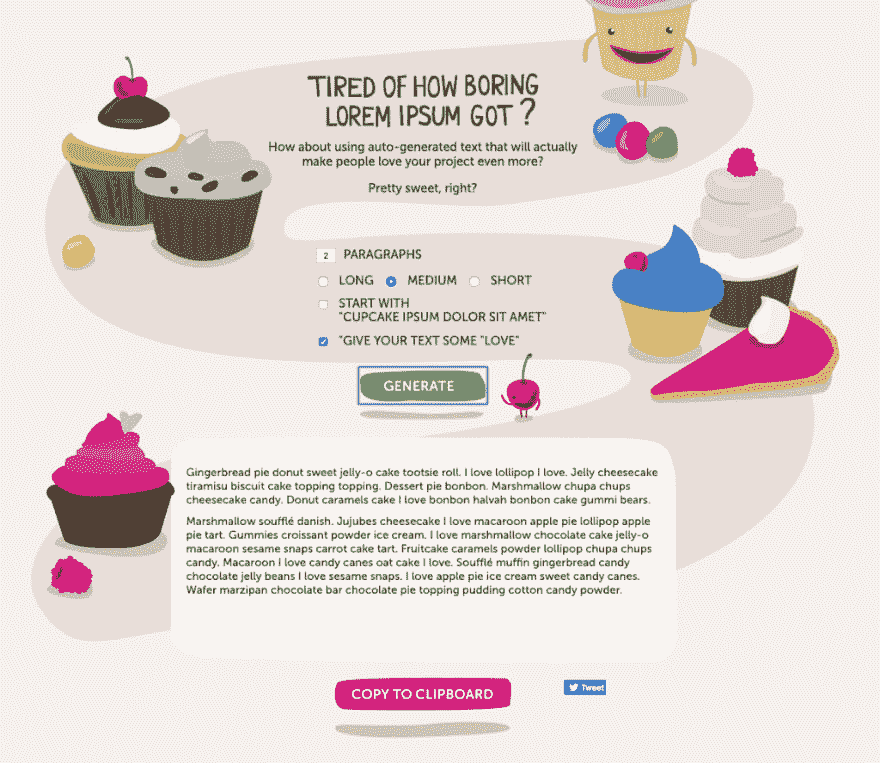 TIRED OF HOW BORING
LOREM IPSUM GOT ?
How about using auto-generated text that will actually
make people love your project even more?
Pretty sweet, right?
2 PARAGRAPHS
LONG MEDIUM SHORT
START WITH
"CUPCAKE IPSUM DOLOR SIT AMET"
"GIVE YOUR TEXT SOME "LOVE"
GENERATE
Gingerbread pie donut sweet jelly-o cake tootsie roll. I love lollipop I love. Jelly cheesecake
tiramisu biscuit cake topping topping. Dessert pie bonbon. Marshmallow chupa chups
cheesecake candy. Donut caramels cake I love bonbon halvah bonbon cake gummi bears.
Marshmallow soufflé danish. Jujubes cheesecake I love macaroon apple pie lollipop apple
pie tart. Gummies croissant powder ice cream. I love marshmallow chocolate cake jelly-o
macaroon sesame snaps carrot cake tart. Fruitcake caramels powder lollipop chupa chups
candy. Macaroon I love candy canes oat cake I love. Soufflé muffin gingerbread candy
chocolate jelly beans I love sesame snaps. I love apple pie ice cream sweet candy canes.
Wafer marzipan chocolate bar chocolate pie topping pudding cotton candy powder.
COPY TO CLIPBOARD
Tweet